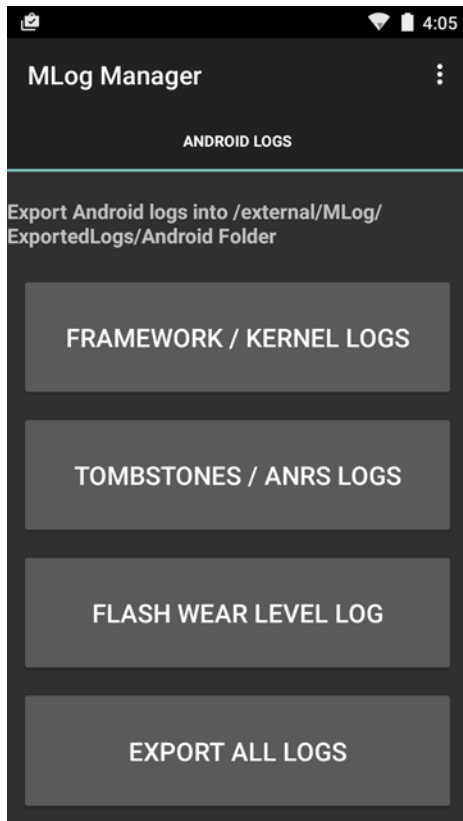 4:05
MLog Manager
ANDROID LOGS
Export Android logs into /external/MLog/
ExportedLogs/Android Folder
FRAMEWORK / KERNEL LOGS
TOMBSTONES / ANRS LOGS
FLASH WEAR LEVEL LOG
EXPORT ALL LOGS